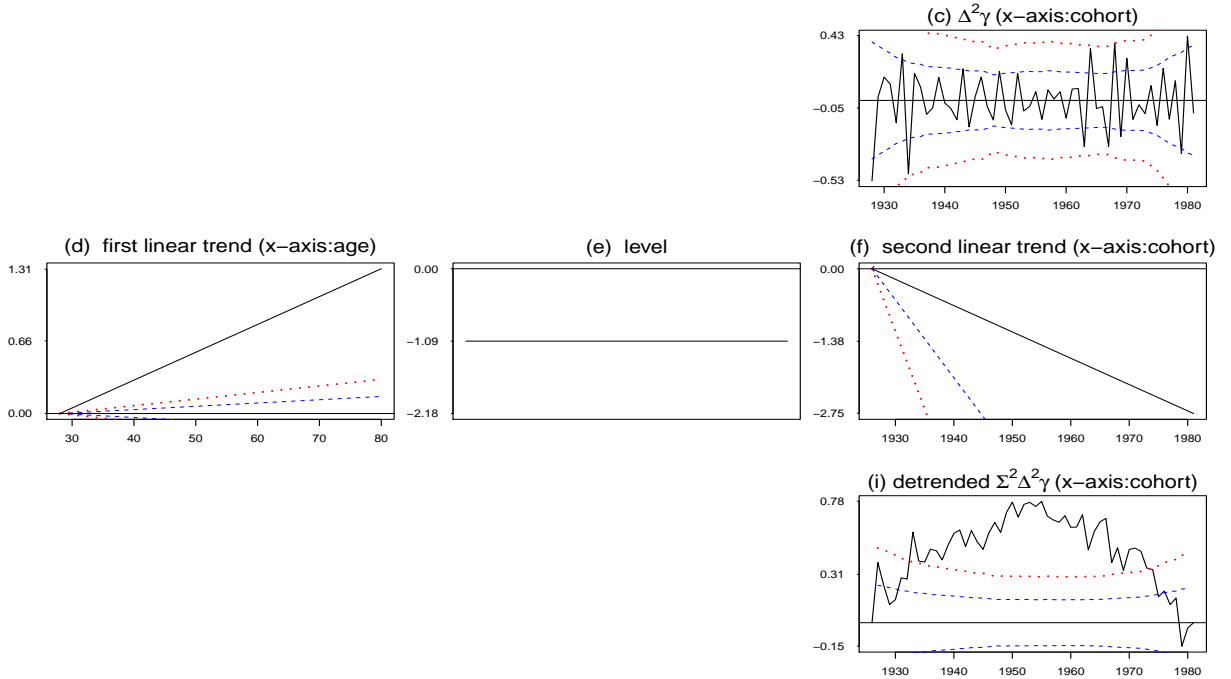 (c) Δ²γ (x−axis:cohort)
0.43
−0.05
−0.53
1930 1940 1950 1960 1970 1980
(d) first linear trend (x−axis:age)
1.31
0.66
0.00
30 40 50 60 70 80
(e) level
0.00
−1.09
−2.18
(f) second linear trend (x−axis:cohort)
0.00
−1.38
−2.75
1930 1940 1950 1960 1970 1980
(i) detrended Σ²Δ²γ (x−axis:cohort)
0.78
0.31
−0.15
1930 1940 1950 1960 1970 1980